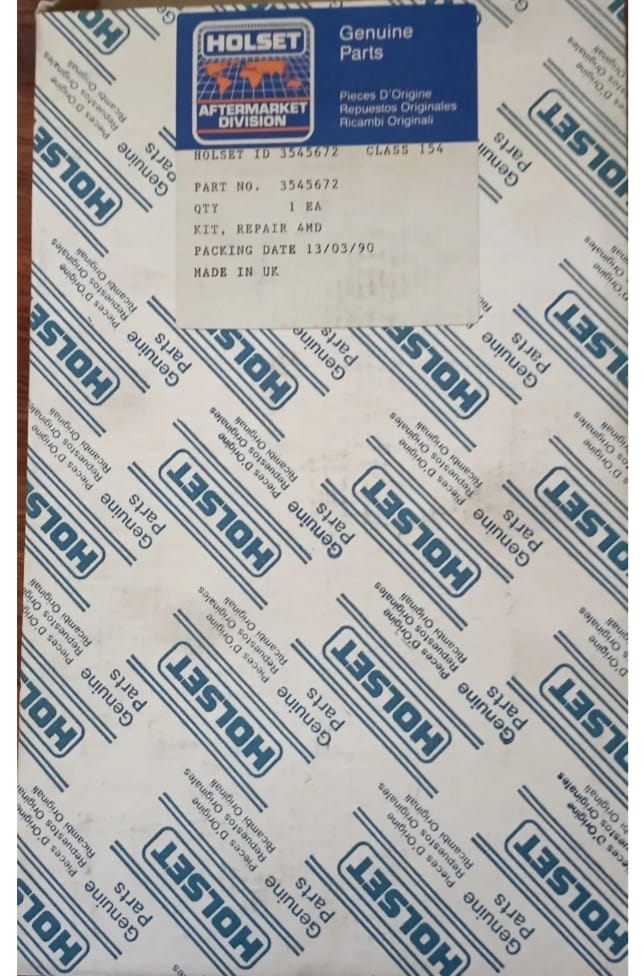 HOLSET
AFTERMARKET
DIVISION
Genuine
Parts
Pieces D'Origine
Repuestos Originales
Ricambi Originali
HOLSET ID 3545672 CLASS 154
PART NO. 3545672
QTY 1 EA
KIT, REPAIR 4MD
PACKING DATE 13/03/90
MADE IN UK
HOLSET
Genuine
Parts
Pieces D'Origine
Repuestos Originales
Ricambi Originali